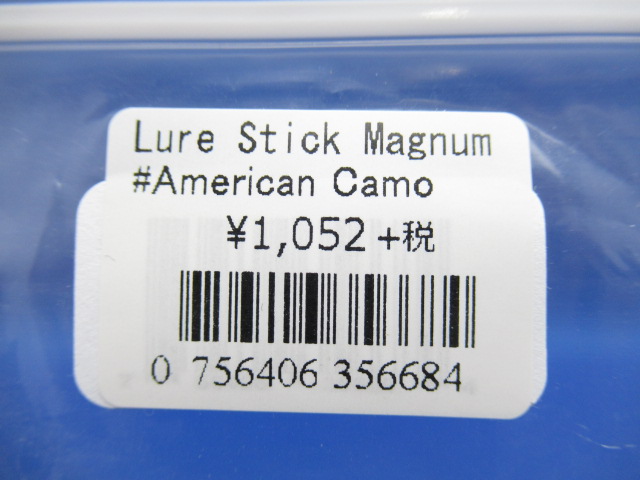 Lure Stick Magnum
#American Camo
¥1,052+税
0 756406 356684